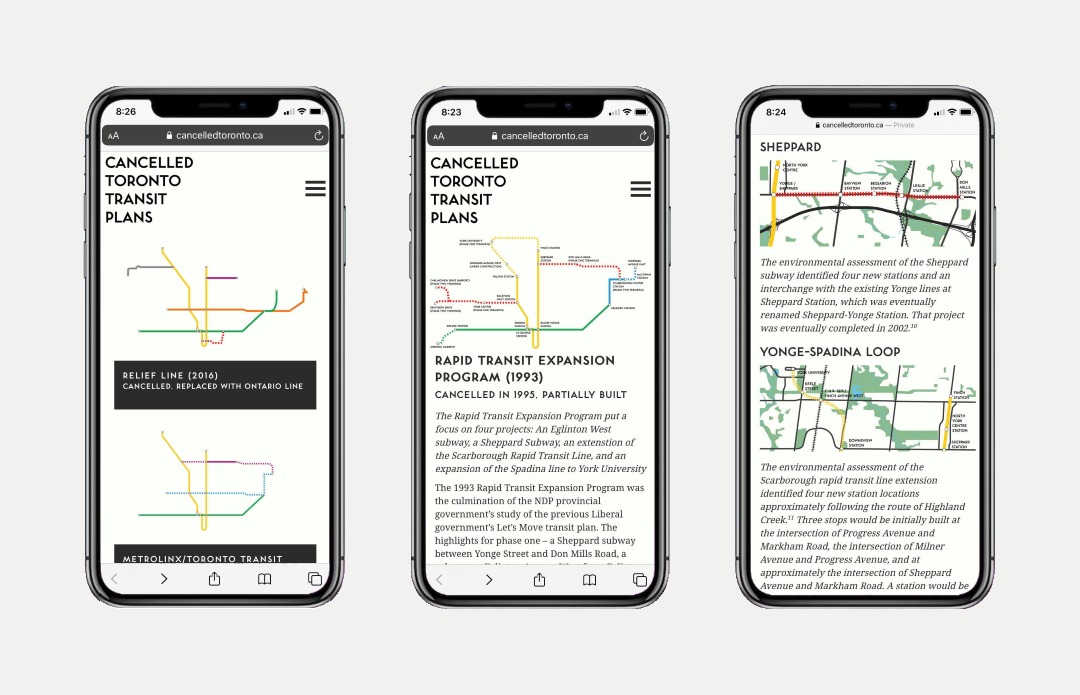 8:26
AA cancelledtoronto.ca
CANCELLED
TORONTO
TRANSIT
PLANS
RELIEF LINE (2016)
CANCELLED, REPLACED WITH ONTARIO LINE
METROLINX/TORONTO TRANSIT
8:23
AA cancelledtoronto.ca
CANCELLED
TORONTO
TRANSIT
PLANS
RAPID TRANSIT EXPANSION
PROGRAM (1993)
CANCELLED IN 1995, PARTIALLY BUILT
The Rapid Transit Expansion Program put a
focus on four projects: An Eglinton West
subway, a Sheppard Subway, an extenstion of
the Scarborough Rapid Transit Line, and an
expansion of the Spadina line to York University
The 1993 Rapid Transit Expansion Program was
the culmination of the NDP provincial
government's study of the previous Liberal
government's Let's Move transit plan. The
highlights for phase one – a Sheppard subway
between Yonge Street and Don Mills Road, a
8:24
cancelledtoronto.ca — Private
SHEPPARD
NORTH YORK
CENTRE
YONGE /
SHEPPARD
BAYVIEW
STATION
BESSARION
STATION
LESLIE
STATION
DON
MILLS
STATION
The environmental assessment of the Sheppard
subway identified four new stations and an
interchange with the existing Yonge lines at
Sheppard Station, which was eventually
renamed Sheppard-Yonge Station. That project
was eventually completed in 2002.10
YONGE-SPADINA LOOP
YORK UNIVERSITY
KEELE
STREET
FINCH AVENUE WEST
DOWNSVIEW
STATION
FINCH
STATION
NORTH
YORK
CENTRE
STATION
SHEPPARD
STATION
The environmental assessment of the
Scarborough rapid transit line extension
identified four new station locations
approximately following the route of Highland
Creek.11 Three stops would be initially built at
the intersection of Progress Avenue and
Markham Road, the intersection of Milner
Avenue and Progress Avenue, and at
approximately the intersection of Sheppard
Avenue and Markham Road. A station would be